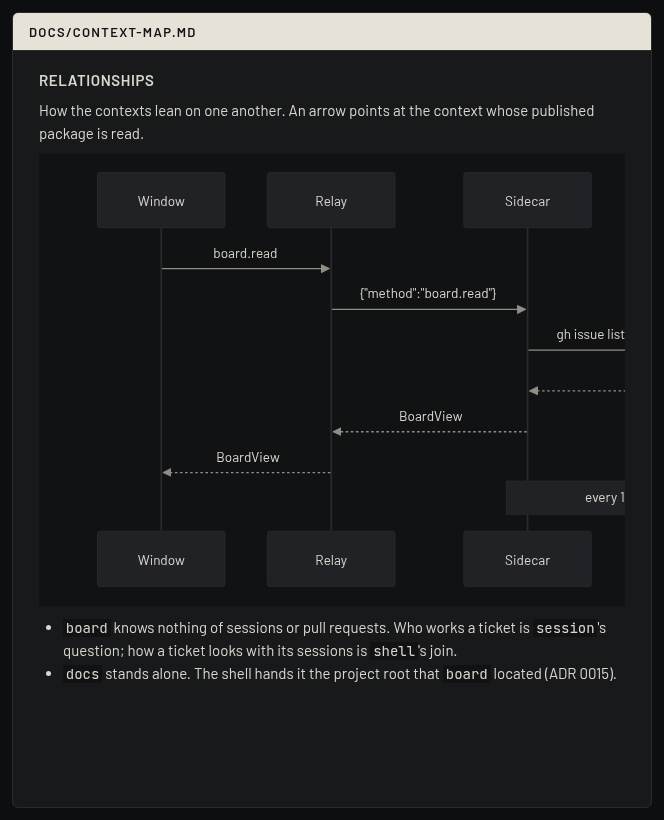 DOCS/CONTEXT-MAP.MD
RELATIONSHIPS
How the contexts lean on one another. An arrow points at the context whose published
package is read.
Window
Relay
Sidecar
board.read
{"method":"board.read"}
gh issue list
BoardView
BoardView
every 1
Window
Relay
Sidecar
board knows nothing of sessions or pull requests. Who works a ticket is session's
question; how a ticket looks with its sessions is shell's join.
docs stands alone. The shell hands it the project root that board located (ADR 0015).